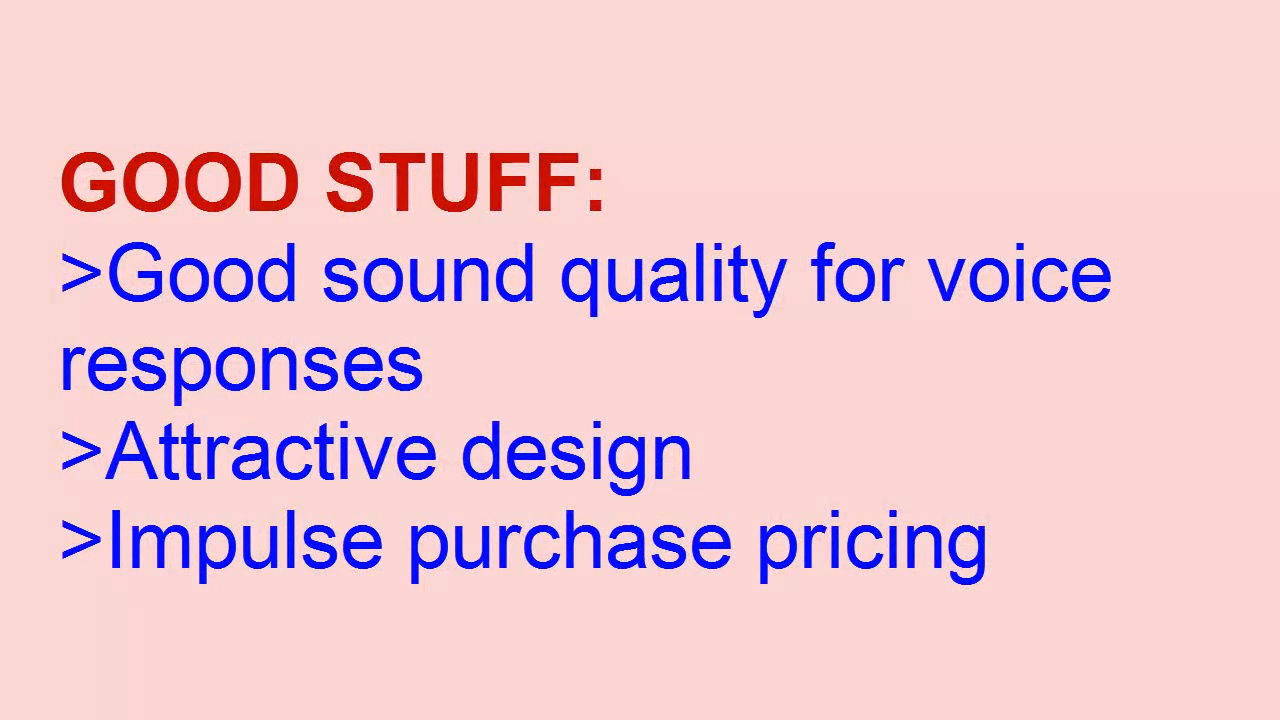 GOOD STUFF:
>Good sound quality for voice
responses
>Attractive design
>Impulse purchase pricing